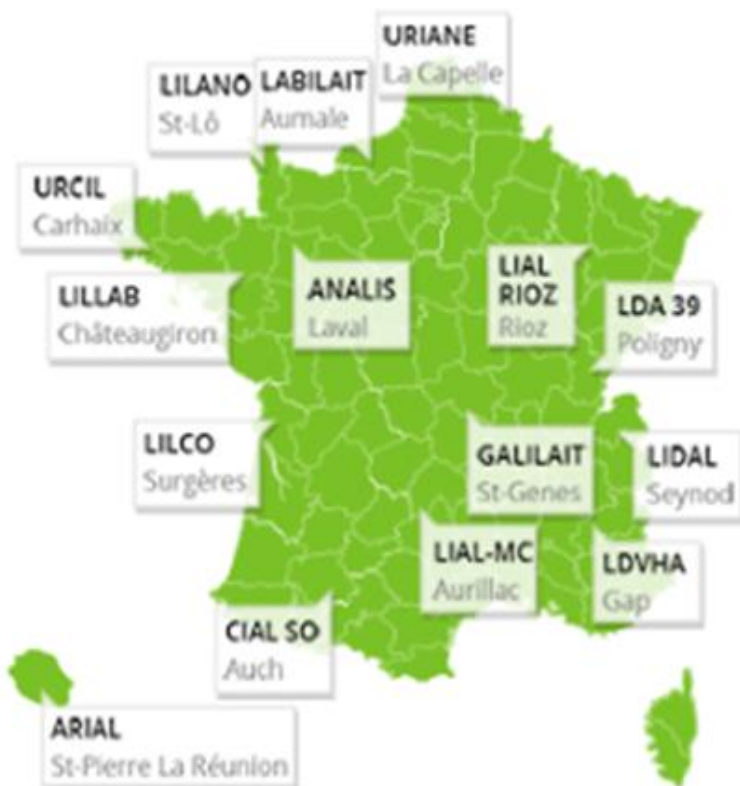 URIANE
La Capelle
LILANO
St-Lô
LABILAIT
Aumale
URCIL
Carhaix
LILLAB
Châteaugiron
ANALIS
Laval
LIAL
RIOZ
Rioz
LDA 39
Poligny
LILCO
Surgères
GALILAIT
St-Genes
LIDAL
Seynod
LIAL-MC
Aurillac
LDVHA
Gap
CIAL SO
Auch
ARIAL
St-Pierre La Réunion